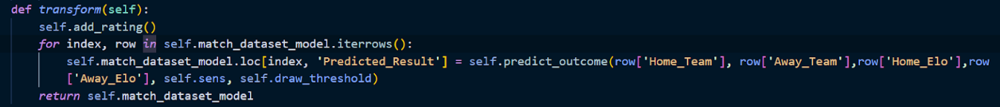 def transform(self):
self.add_rating()
for index, row in self.match_dataset_model.iterrows():
self.match_dataset_model.loc[index, 'Predicted_Result'] = self.predict_outcome(row['Home_Team'], row['Away_Team'],row['Home_Elo'],row
['Away_Elo'], self.sens, self.draw_threshold)
return self.match_dataset_model